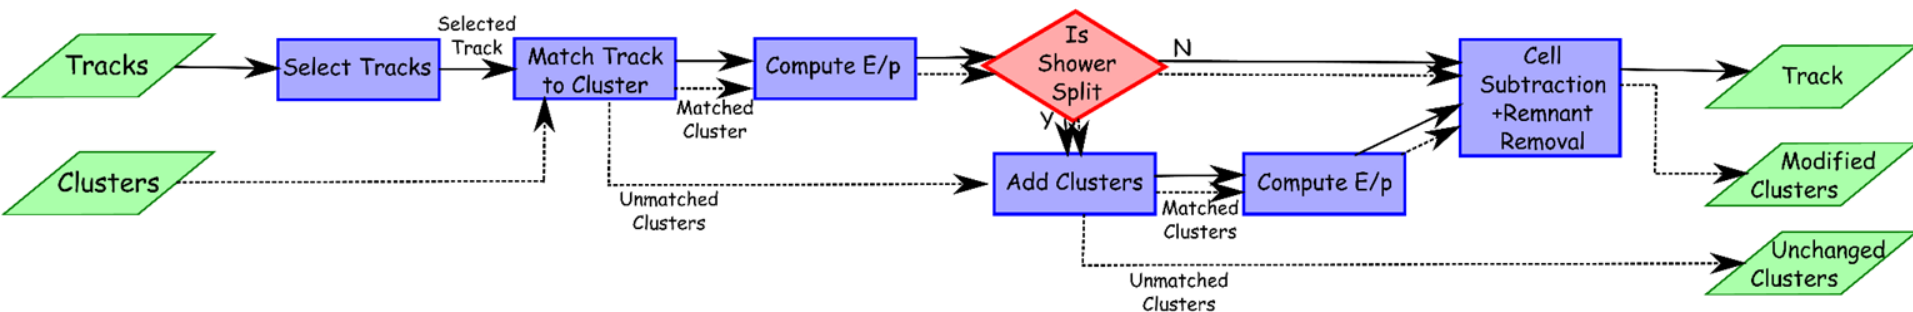 Tracks
Select Tracks
Selected
Track
Match Track
to Cluster
Matched
Cluster
Compute E/p
Is
Shower
Split
N
Y
Cell
Subtraction
+Remnant
Removal
Track
Clusters
Unmatched
Clusters
Add Clusters
Matched
Clusters
Compute E/p
Modified
Clusters
Unmatched
Clusters
Unchanged
Clusters